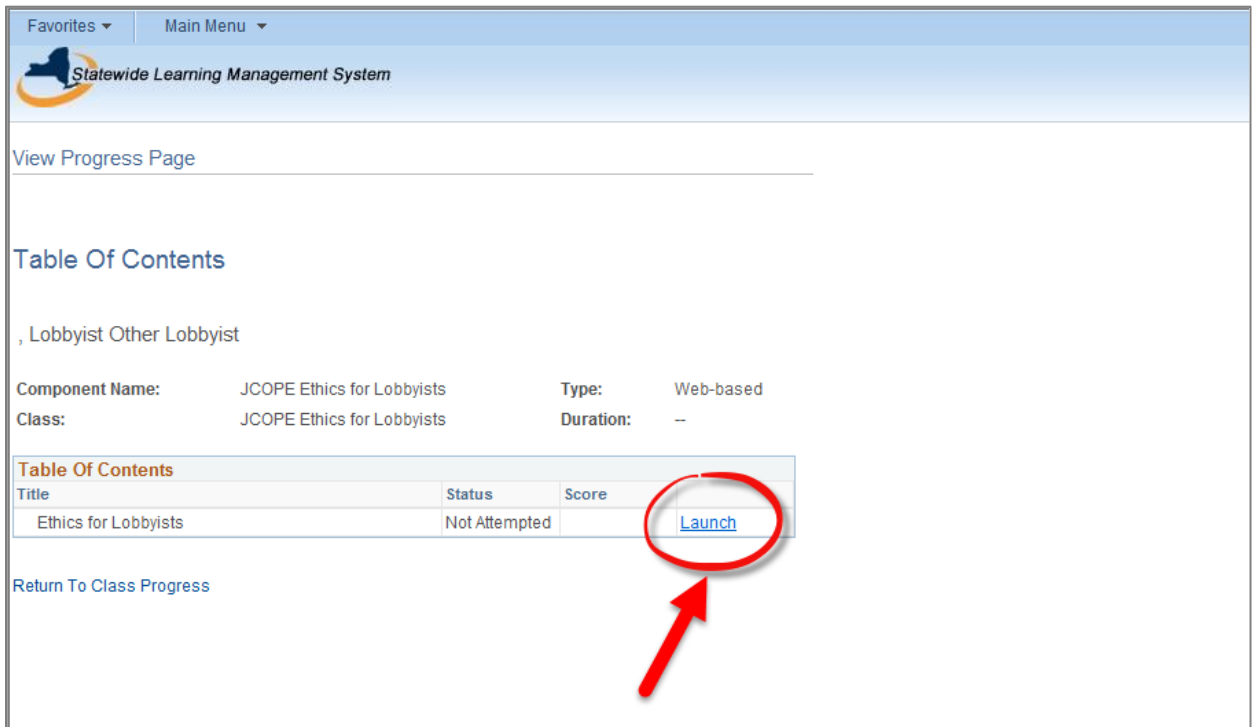 Favorites Main Menu
Statewide Learning Management System
View Progress Page
Table Of Contents
, Lobbyist Other Lobbyist
Component Name: JCOPE Ethics for Lobbyists Type: Web-based
Class: JCOPE Ethics for Lobbyists Duration: --
Table Of Contents
Title Status Score
Ethics for Lobbyists Not Attempted Launch
Return To Class Progress